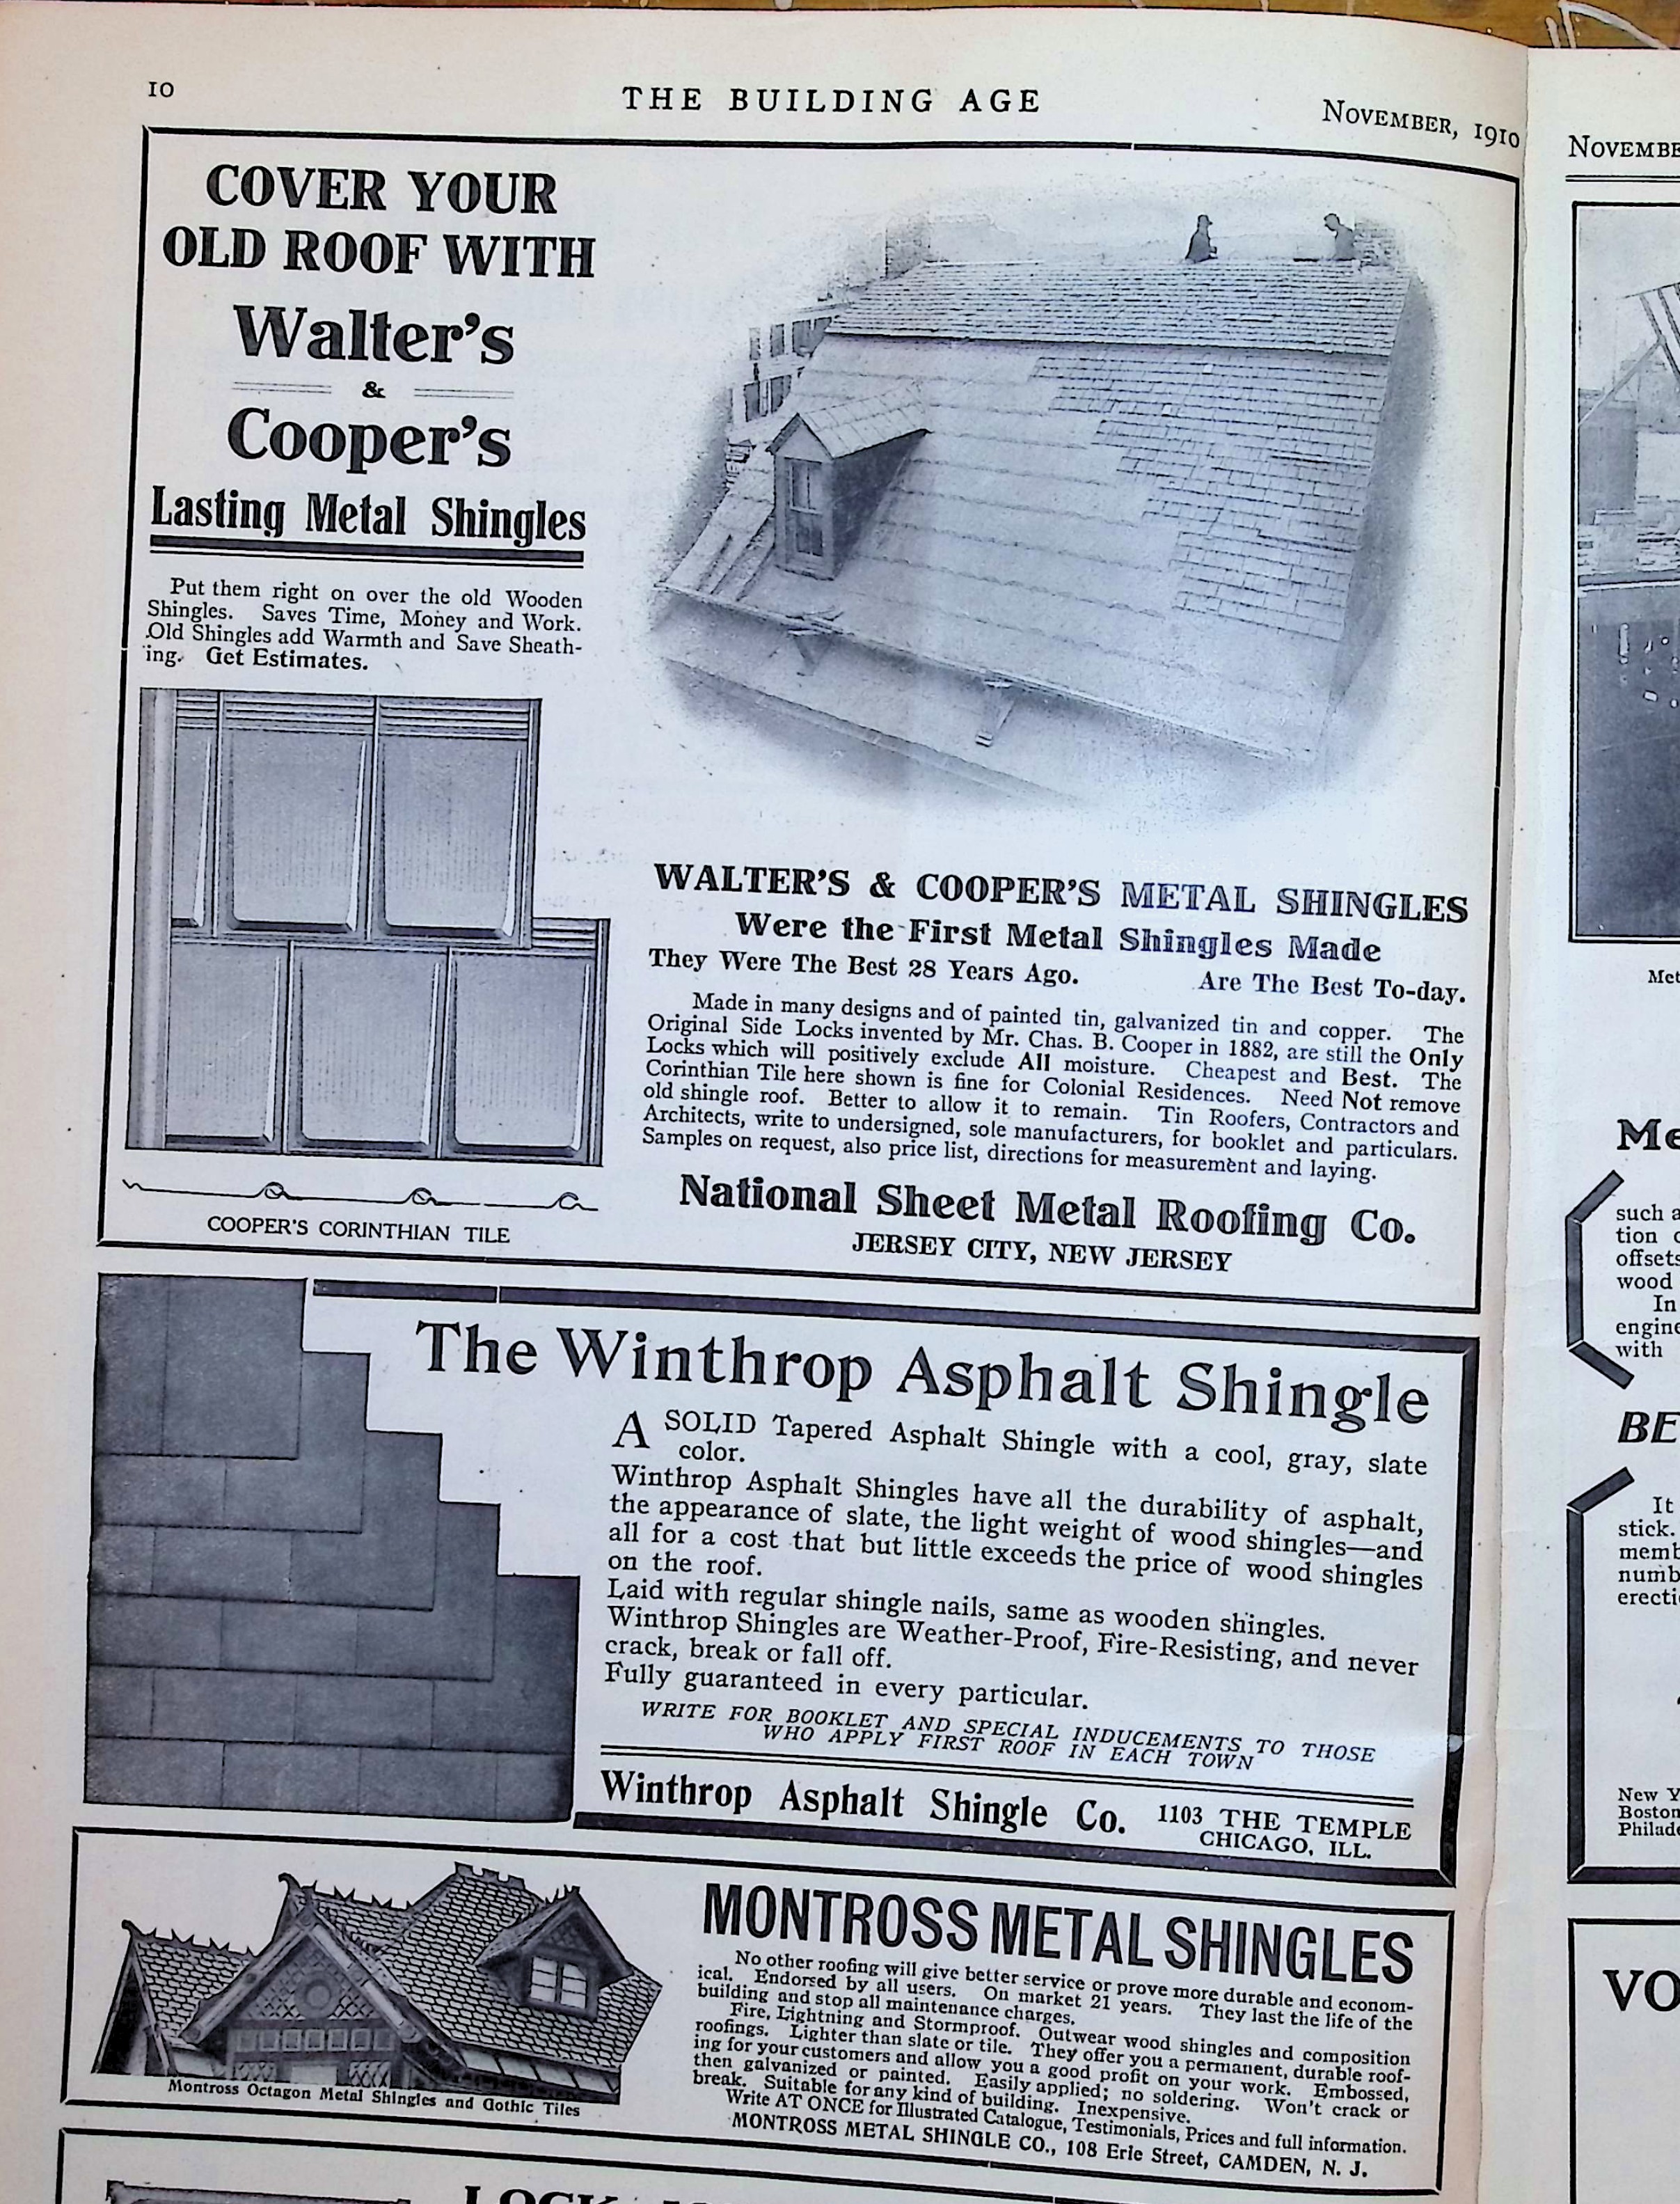 10
THE BUILDING AGE
NOVEMBER, 1910
COVER YOUR
OLD ROOF WITH
Walter's
&
Cooper's
Lasting Metal Shingles
Put them right on over the old Wooden
Shingles. Saves Time, Money and Work.
Old Shingles add Warmth and Save Sheath-
ing. Get Estimates.
COOPER'S CORINTHIAN TILE
WALTER'S & COOPER'S METAL SHINGLES
Were the First Metal Shingles Made
They Were The Best 28 Years Ago. Are The Best To-day.
Made in many designs and of painted tin, galvanized tin and copper. The
Original Side Locks invented by Mr. Chas. B. Cooper in 1882, are still the Only
Locks which will positively exclude All moisture. Cheapest and Best. The
Corinthian Tile here shown is fine for Colonial Residences. Need Not remove
old shingle roof. Better to allow it to remain. Tin Roofers, Contractors and
Architects, write to undersigned, sole manufacturers, for booklet and particulars.
Samples on request, also price list, directions for measurement and laying.
National Sheet Metal Roofing Co.
JERSEY CITY, NEW JERSEY
The Winthrop Asphalt Shingle
A SOLID Tapered Asphalt Shingle with a cool, gray, slate
color.
Winthrop Asphalt Shingles have all the durability of asphalt,
the appearance of slate, the light weight of wood shingles—and
all for a cost that but little exceeds the price of wood shingles
on the roof.
Laid with regular shingle nails, same as wooden shingles.
Winthrop Shingles are Weather-Proof, Fire-Resisting, and never
crack, break or fall off.
Fully guaranteed in every particular.
WRITE FOR BOOKLET AND SPECIAL INDUCEMENTS TO THOSE
WHO APPLY FIRST ROOF IN EACH TOWN
Winthrop Asphalt Shingle Co. 1103 THE TEMPLE
CHICAGO, ILL.
Montross Octagon Metal Shingles and Gothic Tiles
MONTROSS METAL SHINGLES
No other roofing will give better service or prove more durable and econom-
ical. Endorsed by all users. On market 21 years. They last the life of the
building and stop all maintenance charges.
Fire, Lightning and Stormproof. Outwear wood shingles and composition
roofings. Lighter than slate or tile. They offer you a permanent, durable roof-
ing for your customers and allow you a good profit on your work. Embossed,
then galvanized or painted. Easily applied; no soldering. Won't crack or
break. Suitable for any kind of building. Inexpensive.
Write AT ONCE for Illustrated Catalogue, Testimonials, Prices and full information.
MONTROSS METAL SHINGLE CO., 108 Erie Street, CAMDEN, N. J.
NOVEMBE
Met
Me
such a
tion
offsets
wood
In
engine
with
BE
It
stick.
memb
numb
erecti
New Y
Boston
Philade
VO